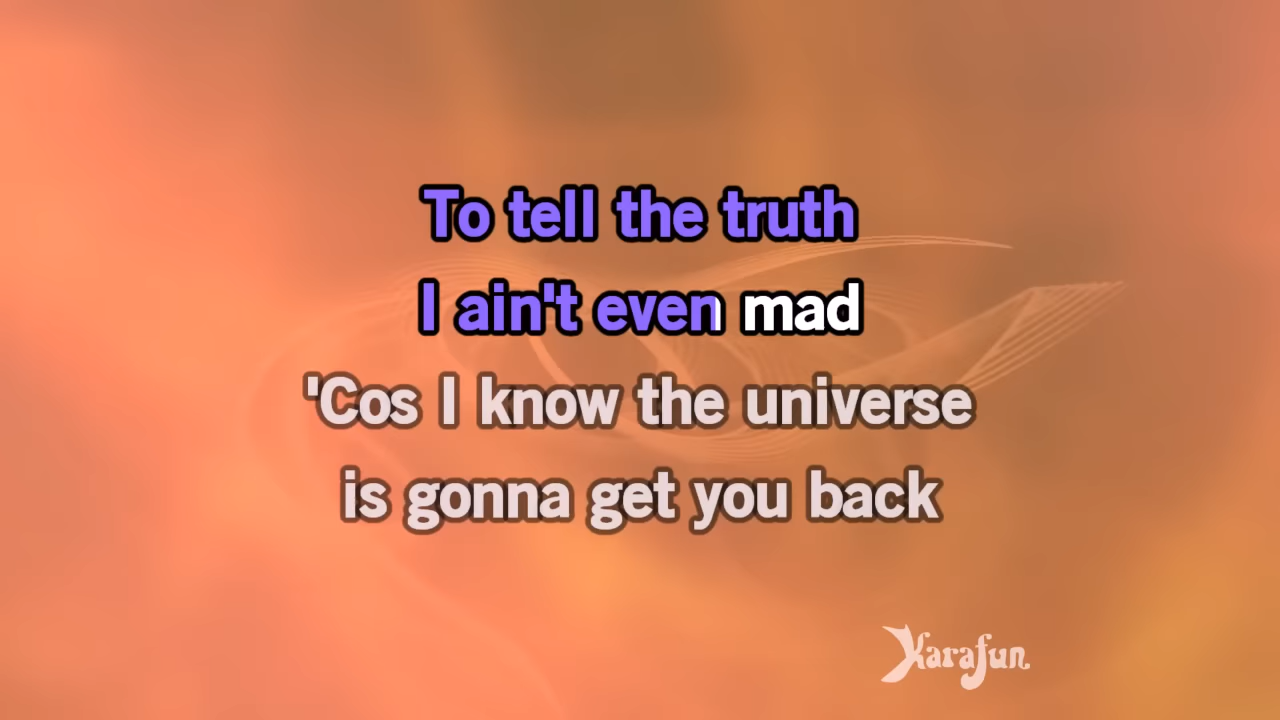 To tell the truth
I ain't even mad
'Cos I know the universe
is gonna get you back
Karafun